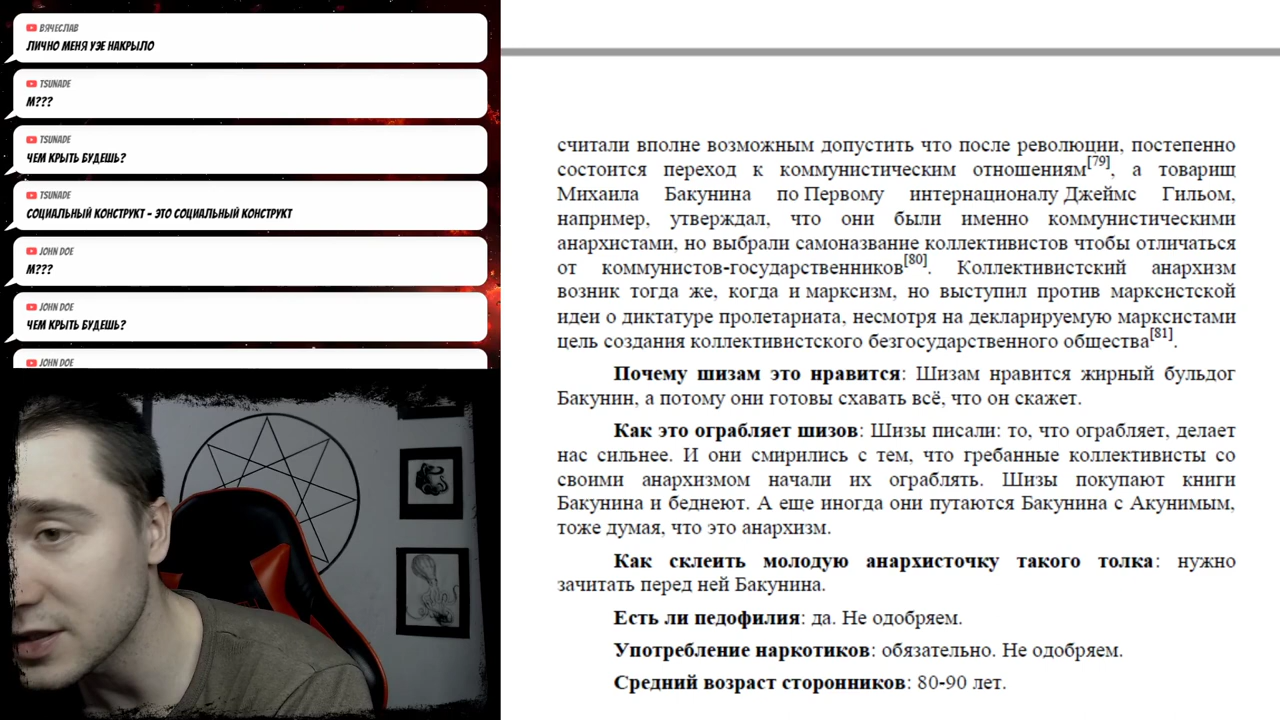 ВЯЧЕСЛАВ
ЛИЧНО МЕНЯ УЗЕ НАКРЫЛО
TSUNADE
М???
TSUNADE
ЧЕМ КРЫТЬ БУДЕШЬ?
TSUNADE
СОЦИАЛЬНЫЙ КОНСТРУКТ - ЭТО СОЦИАЛЬНЫЙ КОНСТРУКТ
JOHN DOE
М???
JOHN DOE
ЧЕМ КРЫТЬ БУДЕШЬ?
JOHN DOE
считали вполне возможным допустить что после революции, постепенно
состоится переход к коммунистическим отношениям[79], а товарищ
Михаила Бакунина по Первому интернационалу Джеймс Гильом,
например, утверждал, что они были именно коммунистическими
анархистами, но выбрали самоназвание коллективистов чтобы отличаться
от коммунистов-государственников[80]. Коллективистский анархизм
возник тогда же, когда и марксизм, но выступил против марксистской
идеи о диктатуре пролетариата, несмотря на декларируемую марксистами
цель создания коллективистского безгосударственного общества[81].
Почему шизам это нравится: Шизам нравится жирный бульдог
Бакунин, а потому они готовы схавать всё, что он скажет.
Как это ограбляет шизов: Шизы писали: то, что ограбляет, делает
нас сильнее. И они смирились с тем, что гребанные коллективисты со
своими анархизмом начали их ограблять. Шизы покупают книги
Бакунина и беднеют. А еще иногда они путаются Бакунина с Акунимым,
тоже думая, что это анархизм.
Как склеить молодую анархисточку такого толка: нужно
зачитать перед ней Бакунина.
Есть ли педофилия: да. Не одобряем.
Употребление наркотиков: обязательно. Не одобряем.
Средний возраст сторонников: 80-90 лет.